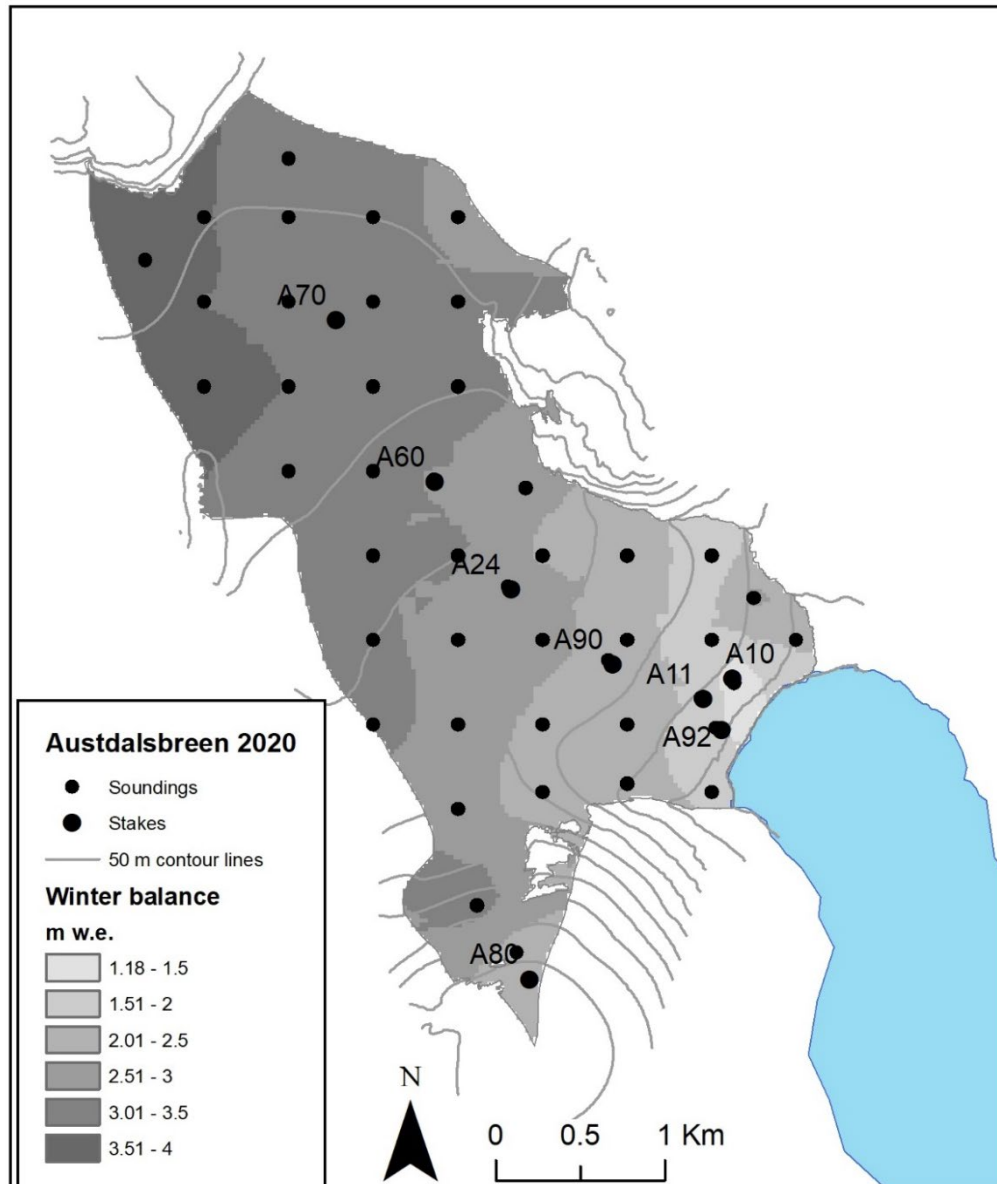 A70
A60
A24
A90
A10
A11
A92
A80
Austdalsbreen 2020
Soundings
Stakes
50 m contour lines
Winter balance
m w.e.
1.18 - 1.5
1.51 - 2
2.01 - 2.5
2.51 - 3
3.01 - 3.5
3.51 - 4
N
0 0.5 1 Km